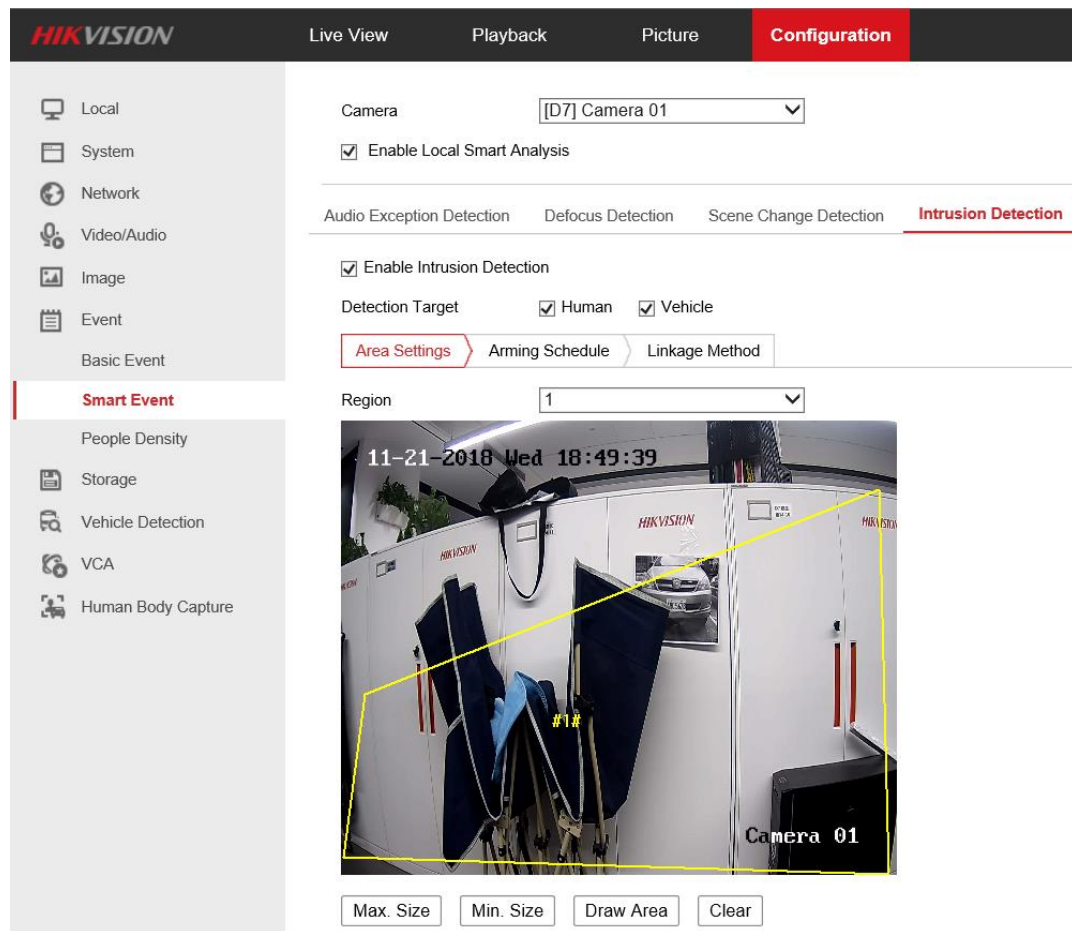 HIKVISION Live View Playback Picture Configuration
Local
System
Network
Video/Audio
Image
Event
Basic Event
Smart Event
People Density
Storage
Vehicle Detection
VCA
Human Body Capture
Camera [D7] Camera 01
Enable Local Smart Analysis
Audio Exception Detection Defocus Detection Scene Change Detection Intrusion Detection
Enable Intrusion Detection
Detection Target Human Vehicle
Area Settings Arming Schedule Linkage Method
Region 1
11-21-2018 Wed 18:49:39
HIKVISION
HIKVISION
HIKVISION
#1#
Camera 01
Max. Size Min. Size Draw Area Clear